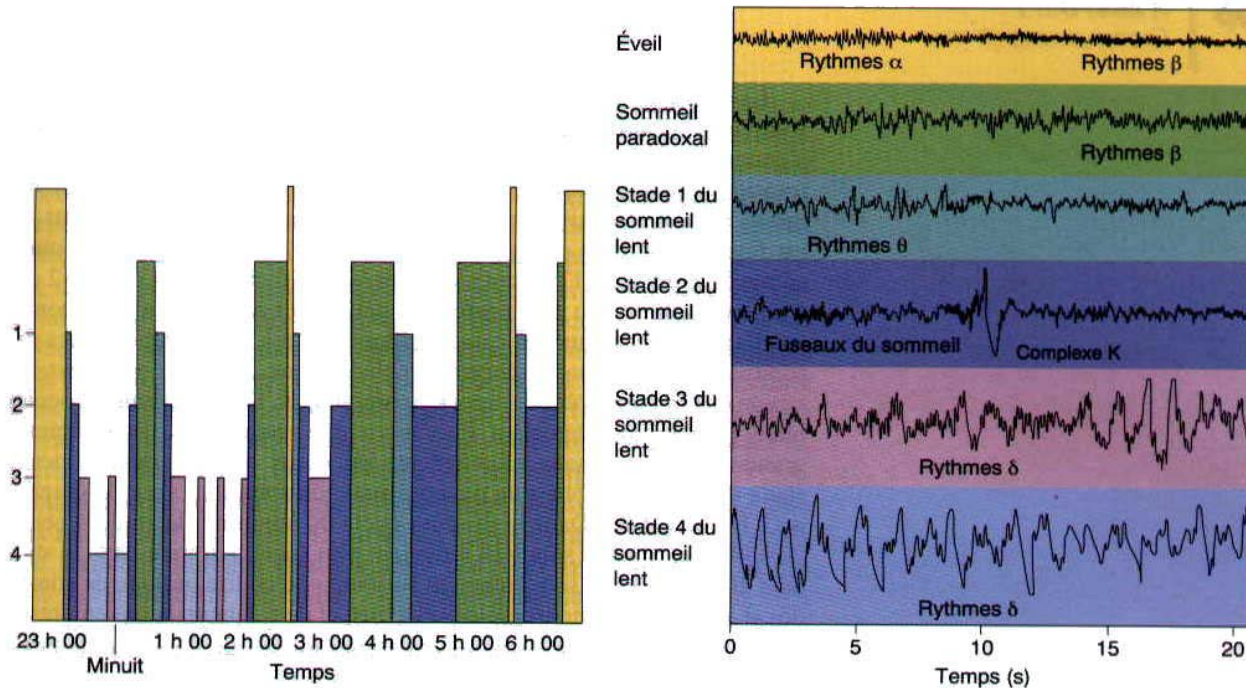 1
2
3
4
23 h 00
Minuit
1 h 00
2 h 00
3 h 00
4 h 00
5 h 00
6 h 00
Temps
Éveil
Rythmes α
Rythmes β
Sommeil
paradoxal
Rythmes β
Stade 1 du
sommeil
lent
Rythmes θ
Stade 2 du
sommeil
lent
Fuseaux du sommeil
Complexe K
Stade 3 du
sommeil
lent
Rythmes δ
Stade 4 du
sommeil
lent
Rythmes δ
0
5
10
15
20
Temps (s)